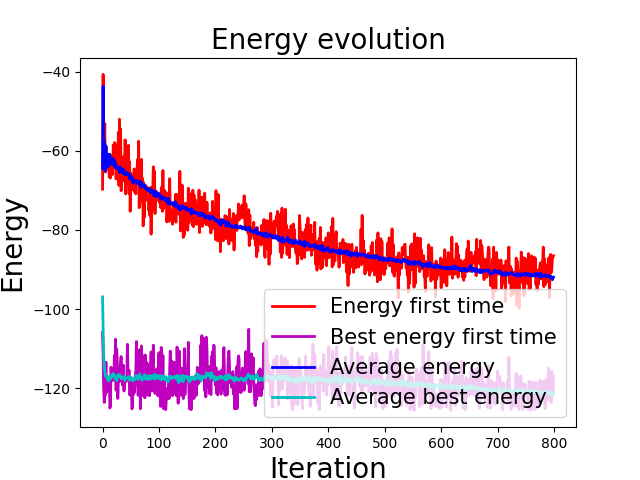 Energy evolution
Energy
−40
−60
−80
−100
−120
Energy first time
Best energy first time
Average energy
Average best energy
0 100 200 300 400 500 600 700 800
Iteration